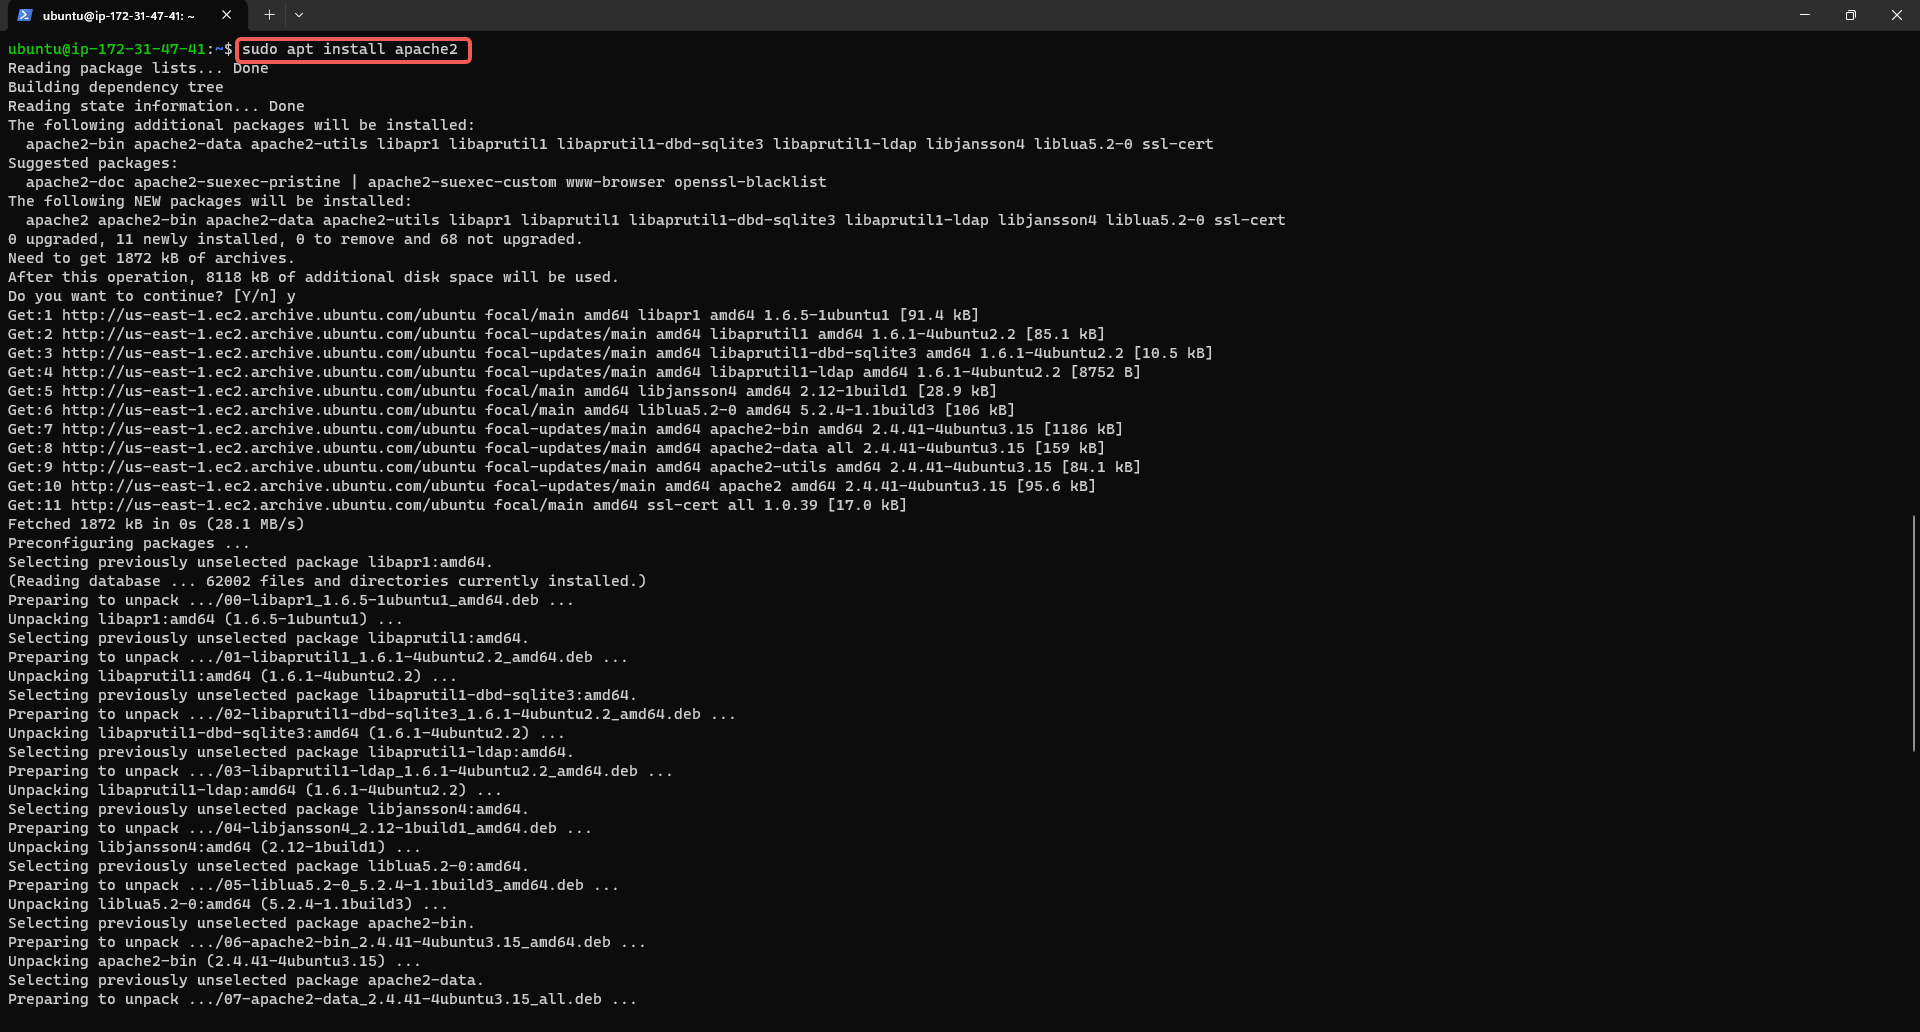 ubuntu@ip-172-31-47-41: ~
ubuntu@ip-172-31-47-41:~$ sudo apt install apache2
Reading package lists... Done
Building dependency tree
Reading state information... Done
The following additional packages will be installed:
  apache2-bin apache2-data apache2-utils libapr1 libaprutil1 libaprutil1-dbd-sqlite3 libaprutil1-ldap libjansson4 liblua5.2-0 ssl-cert
Suggested packages:
  apache2-doc apache2-suexec-pristine | apache2-suexec-custom www-browser openssl-blacklist
The following NEW packages will be installed:
  apache2 apache2-bin apache2-data apache2-utils libapr1 libaprutil1 libaprutil1-dbd-sqlite3 libaprutil1-ldap libjansson4 liblua5.2-0 ssl-cert
0 upgraded, 11 newly installed, 0 to remove and 68 not upgraded.
Need to get 1872 kB of archives.
After this operation, 8118 kB of additional disk space will be used.
Do you want to continue? [Y/n] y
Get:1 http://us-east-1.ec2.archive.ubuntu.com/ubuntu focal/main amd64 libapr1 amd64 1.6.5-1ubuntu1 [91.4 kB]
Get:2 http://us-east-1.ec2.archive.ubuntu.com/ubuntu focal-updates/main amd64 libaprutil1 amd64 1.6.1-4ubuntu2.2 [85.1 kB]
Get:3 http://us-east-1.ec2.archive.ubuntu.com/ubuntu focal-updates/main amd64 libaprutil1-dbd-sqlite3 amd64 1.6.1-4ubuntu2.2 [10.5 kB]
Get:4 http://us-east-1.ec2.archive.ubuntu.com/ubuntu focal-updates/main amd64 libaprutil1-ldap amd64 1.6.1-4ubuntu2.2 [8752 B]
Get:5 http://us-east-1.ec2.archive.ubuntu.com/ubuntu focal/main amd64 libjansson4 amd64 2.12-1build1 [28.9 kB]
Get:6 http://us-east-1.ec2.archive.ubuntu.com/ubuntu focal/main amd64 liblua5.2-0 amd64 5.2.4-1.1build3 [106 kB]
Get:7 http://us-east-1.ec2.archive.ubuntu.com/ubuntu focal-updates/main amd64 apache2-bin amd64 2.4.41-4ubuntu3.15 [1186 kB]
Get:8 http://us-east-1.ec2.archive.ubuntu.com/ubuntu focal-updates/main amd64 apache2-data all 2.4.41-4ubuntu3.15 [159 kB]
Get:9 http://us-east-1.ec2.archive.ubuntu.com/ubuntu focal-updates/main amd64 apache2-utils amd64 2.4.41-4ubuntu3.15 [84.1 kB]
Get:10 http://us-east-1.ec2.archive.ubuntu.com/ubuntu focal-updates/main amd64 apache2 amd64 2.4.41-4ubuntu3.15 [95.6 kB]
Get:11 http://us-east-1.ec2.archive.ubuntu.com/ubuntu focal/main amd64 ssl-cert all 1.0.39 [17.0 kB]
Fetched 1872 kB in 0s (28.1 MB/s)
Preconfiguring packages ...
Selecting previously unselected package libapr1:amd64.
(Reading database ... 62002 files and directories currently installed.)
Preparing to unpack .../00-libapr1_1.6.5-1ubuntu1_amd64.deb ...
Unpacking libapr1:amd64 (1.6.5-1ubuntu1) ...
Selecting previously unselected package libaprutil1:amd64.
Preparing to unpack .../01-libaprutil1_1.6.1-4ubuntu2.2_amd64.deb ...
Unpacking libaprutil1:amd64 (1.6.1-4ubuntu2.2) ...
Selecting previously unselected package libaprutil1-dbd-sqlite3:amd64.
Preparing to unpack .../02-libaprutil1-dbd-sqlite3_1.6.1-4ubuntu2.2_amd64.deb ...
Unpacking libaprutil1-dbd-sqlite3:amd64 (1.6.1-4ubuntu2.2) ...
Selecting previously unselected package libaprutil1-ldap:amd64.
Preparing to unpack .../03-libaprutil1-ldap_1.6.1-4ubuntu2.2_amd64.deb ...
Unpacking libaprutil1-ldap:amd64 (1.6.1-4ubuntu2.2) ...
Selecting previously unselected package libjansson4:amd64.
Preparing to unpack .../04-libjansson4_2.12-1build1_amd64.deb ...
Unpacking libjansson4:amd64 (2.12-1build1) ...
Selecting previously unselected package liblua5.2-0:amd64.
Preparing to unpack .../05-liblua5.2-0_5.2.4-1.1build3_amd64.deb ...
Unpacking liblua5.2-0:amd64 (5.2.4-1.1build3) ...
Selecting previously unselected package apache2-bin.
Preparing to unpack .../06-apache2-bin_2.4.41-4ubuntu3.15_amd64.deb ...
Unpacking apache2-bin (2.4.41-4ubuntu3.15) ...
Selecting previously unselected package apache2-data.
Preparing to unpack .../07-apache2-data_2.4.41-4ubuntu3.15_all.deb ...